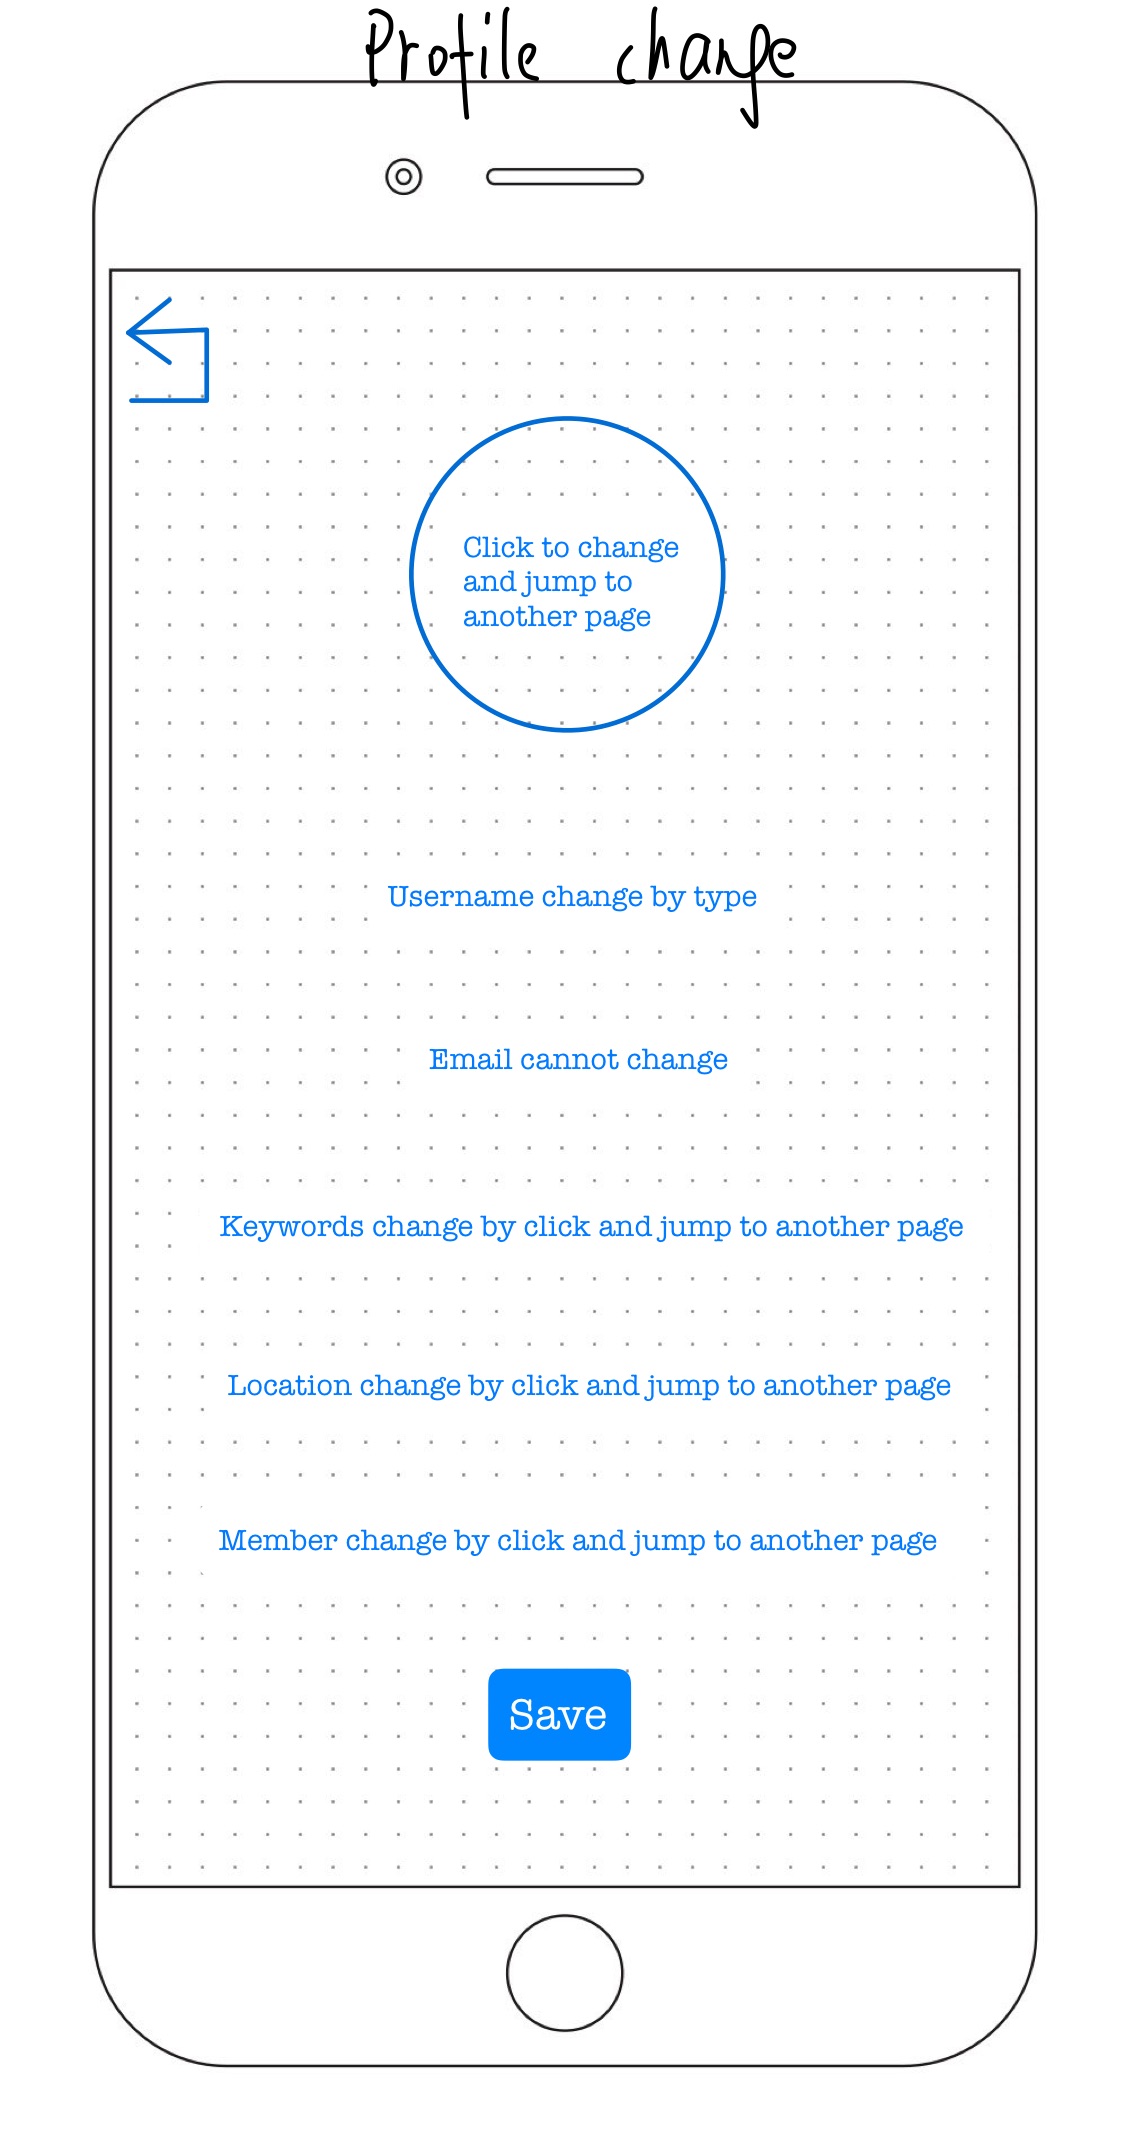 Profile change
Click to change
and jump to
another page
Username change by type
Email cannot change
Keywords change by click and jump to another page
Location change by click and jump to another page
Member change by click and jump to another page
Save